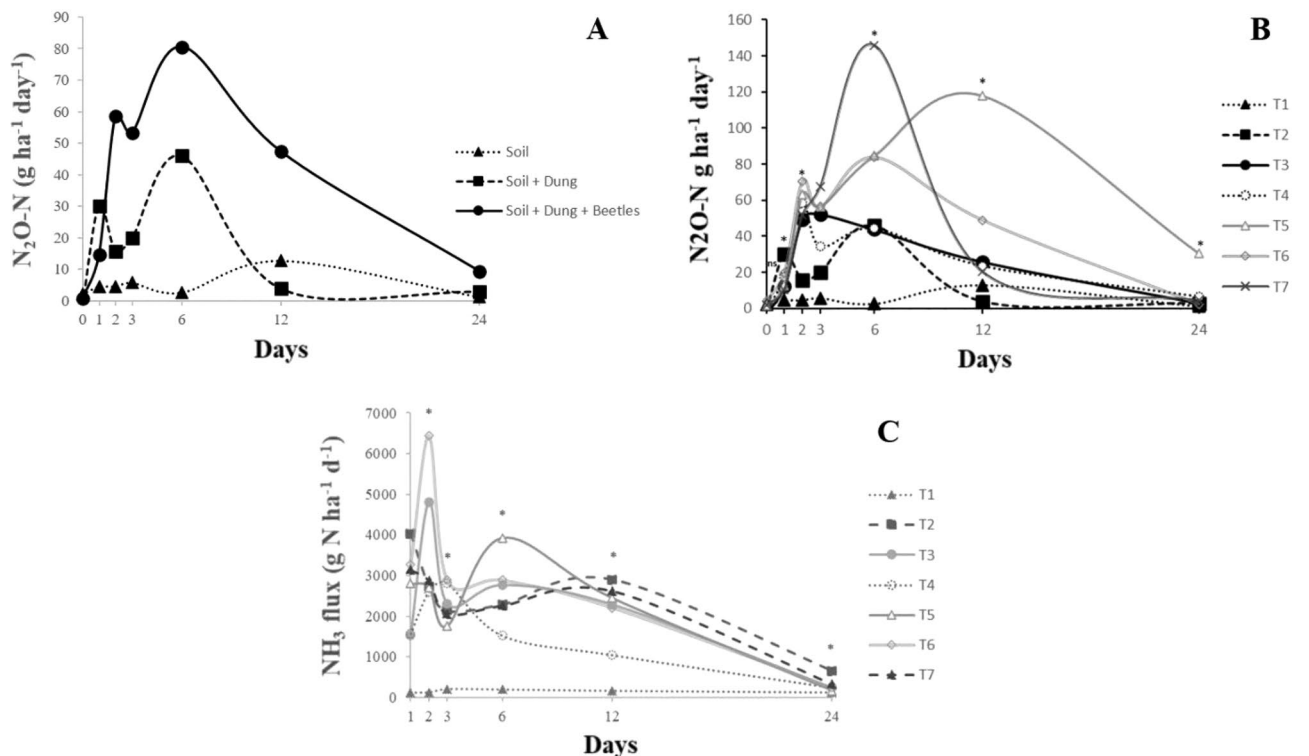 A
N₂O-N (g ha⁻¹ day⁻¹)
90
80
70
60
50
40
30
20
10
0
0 1 2 3 6 12 24
Days
Soil
Soil + Dung
Soil + Dung + Beetles
B
N2O-N g ha⁻¹ day⁻¹
160
140
120
100
80
60
40
20
0
ns
*
*
*
*
*
0 1 2 3 6 12 24
Days
T1
T2
T3
T4
T5
T6
T7
C
NH₃ flux (g N ha⁻¹ d⁻¹)
7000
6000
5000
4000
3000
2000
1000
0
*
*
*
*
*
1 2 3 6 12 24
Days
T1
T2
T3
T4
T5
T6
T7